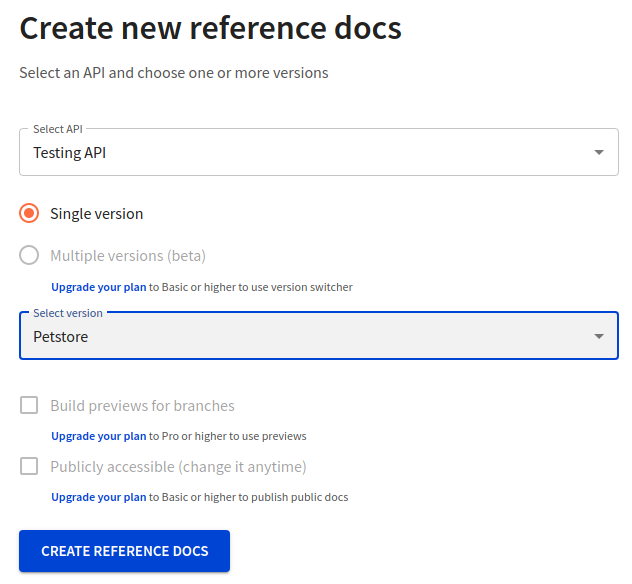 Create new reference docs
Select an API and choose one or more versions
Select API
Testing API
Single version
Multiple versions (beta)
Upgrade your plan to Basic or higher to use version switcher
Select version
Petstore
Build previews for branches
Upgrade your plan to Pro or higher to use previews
Publicly accessible (change it anytime)
Upgrade your plan to Basic or higher to publish public docs
CREATE REFERENCE DOCS